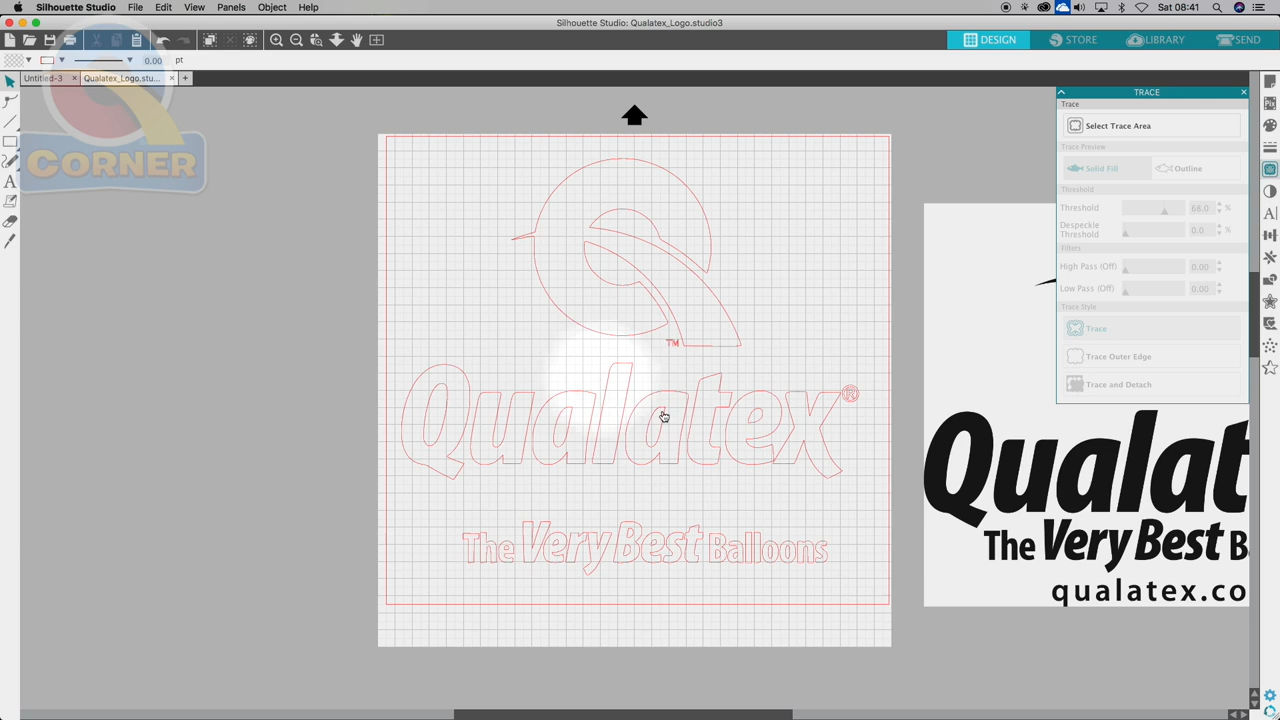 Silhouette Studio File Edit View Panels Object Help Sat 08:41
Silhouette Studio: Qualatex_Logo.studio3
DESIGN STORE LIBRARY SEND
0.00 pt
Untitled-3 × Qualatex_Logo.stu... × +
CORNER
TRACE
Trace
Select Trace Area
Trace Preview
Solid Fill Outline
Threshold
Threshold 68.0 %
Despeckle Threshold 0.0 %
Filters
High Pass (Off) 0.00
Low Pass (Off) 0.00
Trace Style
Trace
Trace Outer Edge
Trace and Detach
TM
Qualatex®
The Very Best Balloons
Qualat
The Very Best B
qualatex.co